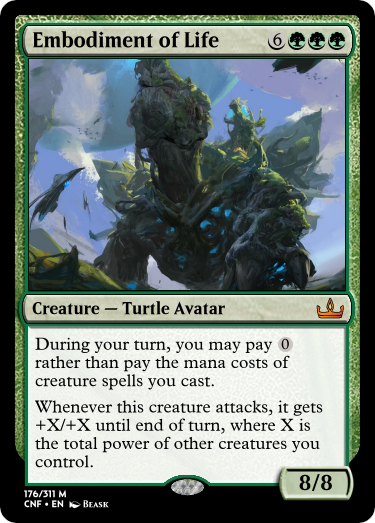 Embodiment of Life 6
Creature — Turtle Avatar
During your turn, you may pay 0
rather than pay the mana costs of
creature spells you cast.
Whenever this creature attacks, it gets
+X/+X until end of turn, where X is
the total power of other creatures you
control.
8/8
176/311 M
CNF • EN Beask